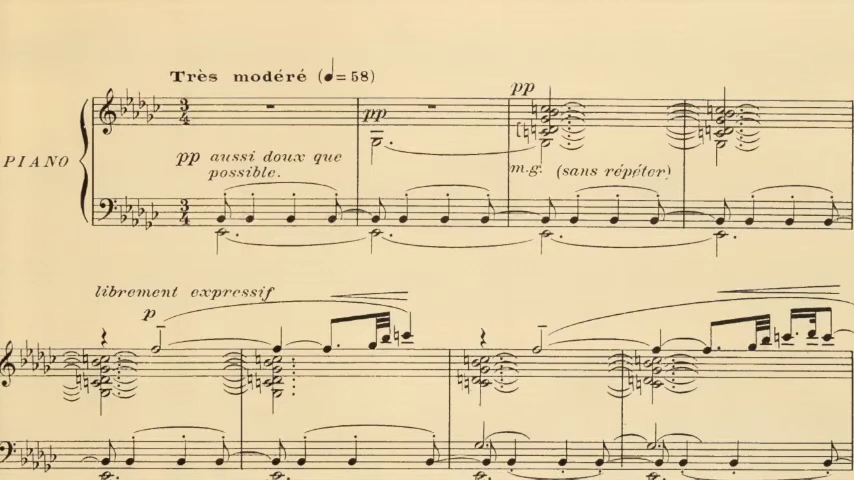 Très modéré (♩= 58)
pp
pp
PIANO
pp aussi doux que
possible.
m.g. (sans répéter)
librement expressif
p